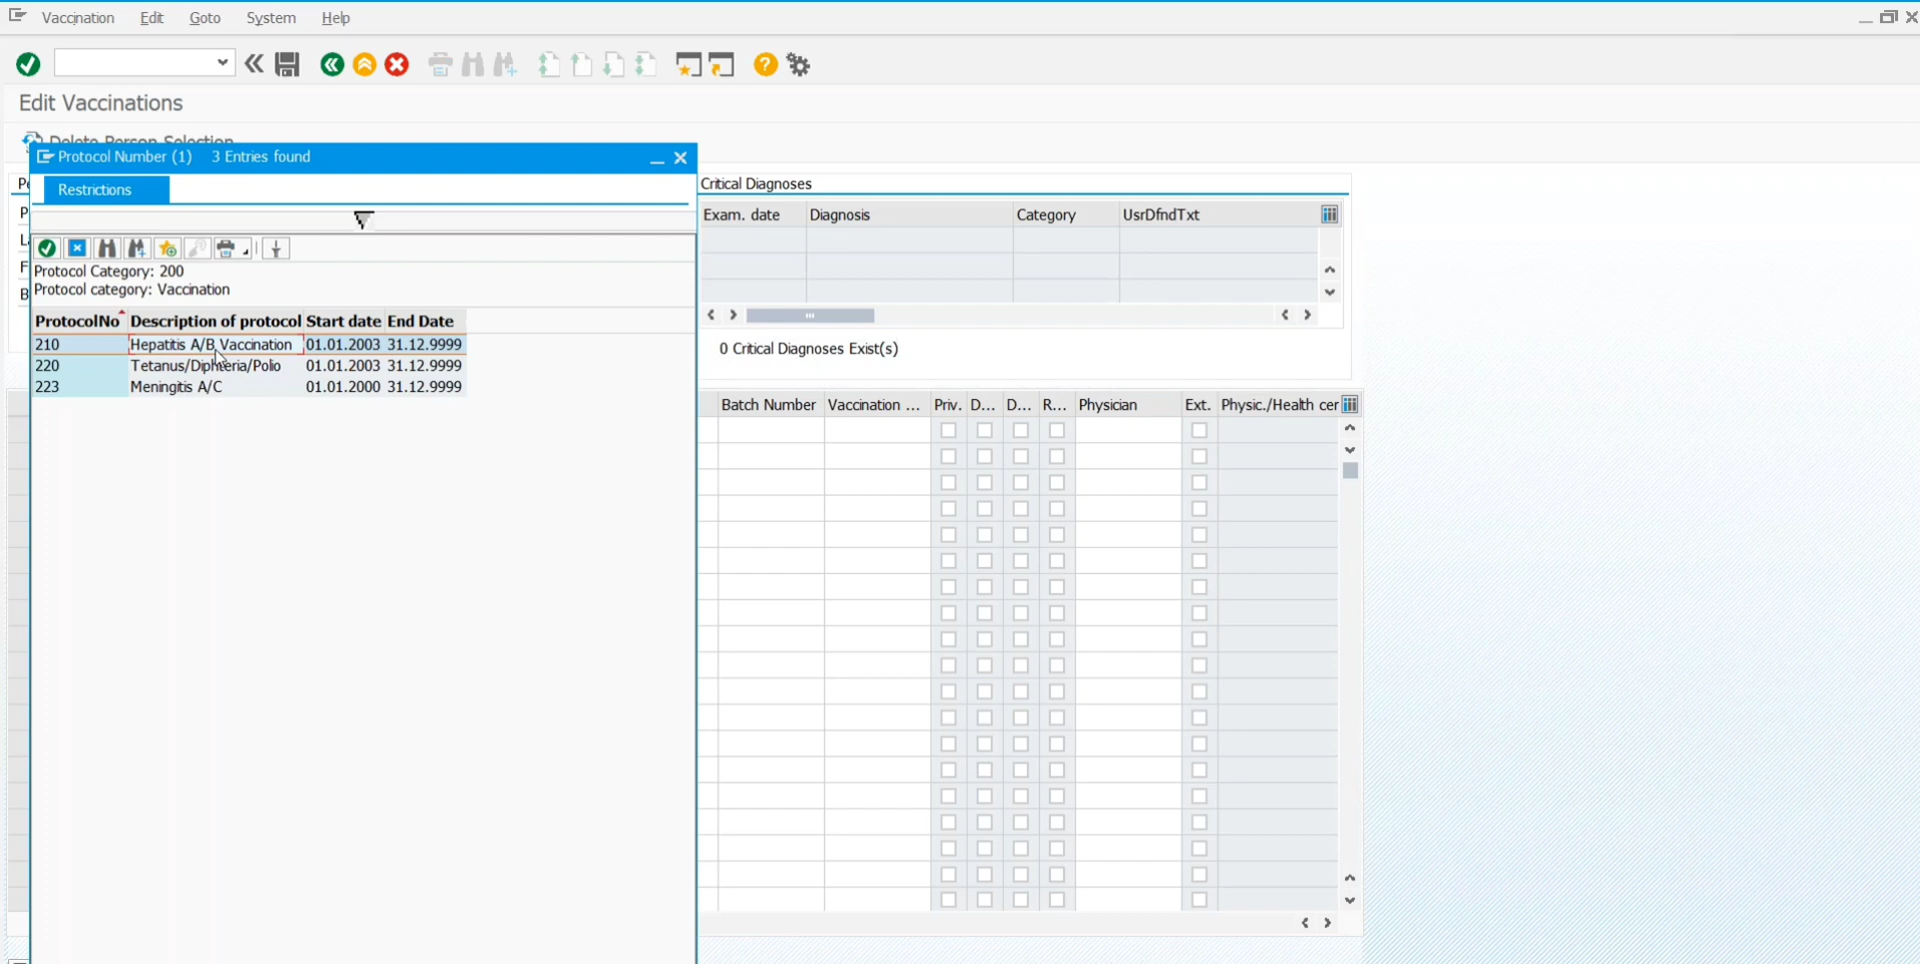 Vaccination Edit Goto System Help
Edit Vaccinations
Delete Person Selection
Protocol Number (1) 3 Entries found
Restrictions
Protocol Category: 200
Protocol category: Vaccination
ProtocolNo Description of protocol Start date End Date
210 Hepatitis A/B Vaccination 01.01.2003 31.12.9999
220 Tetanus/Diphteria/Polio 01.01.2003 31.12.9999
223 Meningitis A/C 01.01.2000 31.12.9999
Critical Diagnoses
Exam. date Diagnosis Category UsrDfndTxt
0 Critical Diagnoses Exist(s)
Batch Number Vaccination ... Priv. D... D... R... Physician Ext. Physic./Health cer